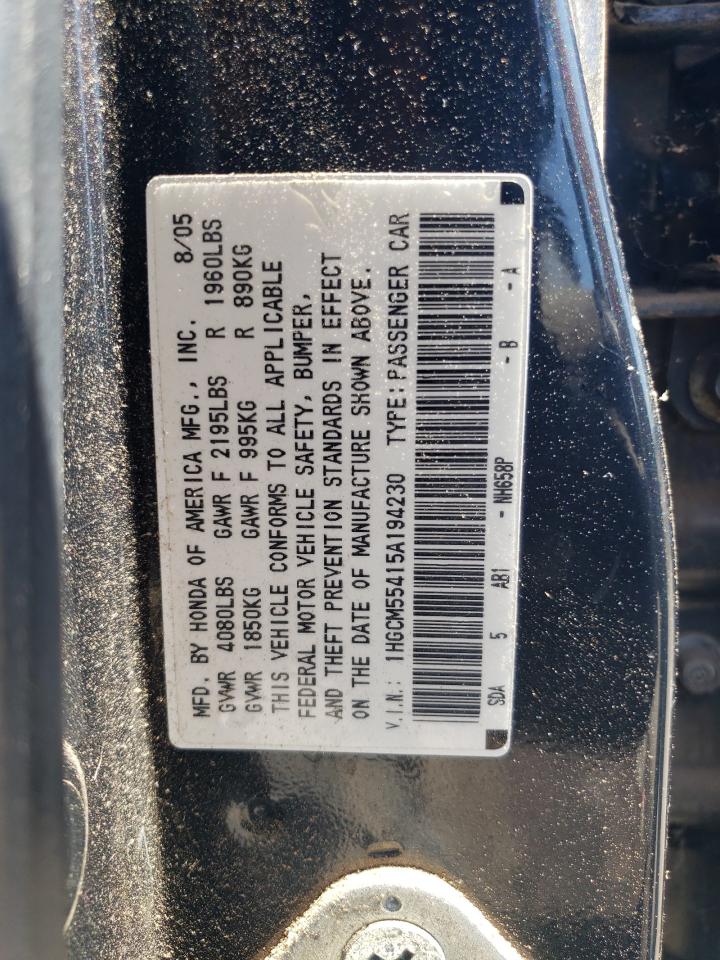 MFD. BY HONDA OF AMERICA MFG., INC. 8/05
GVWR 4080LBS GAWR F 2195LBS R 1960LBS
GVWR 1850KG GAWR F 995KG R 890KG
THIS VEHICLE CONFORMS TO ALL APPLICABLE
FEDERAL MOTOR VEHICLE SAFETY, BUMPER,
AND THEFT PREVENTION STANDARDS IN EFFECT
ON THE DATE OF MANUFACTURE SHOWN ABOVE.
V.I.N.: 1HGCM55415A194230 TYPE: PASSENGER CAR
SDA 5 AB1 - NH658P - B - A